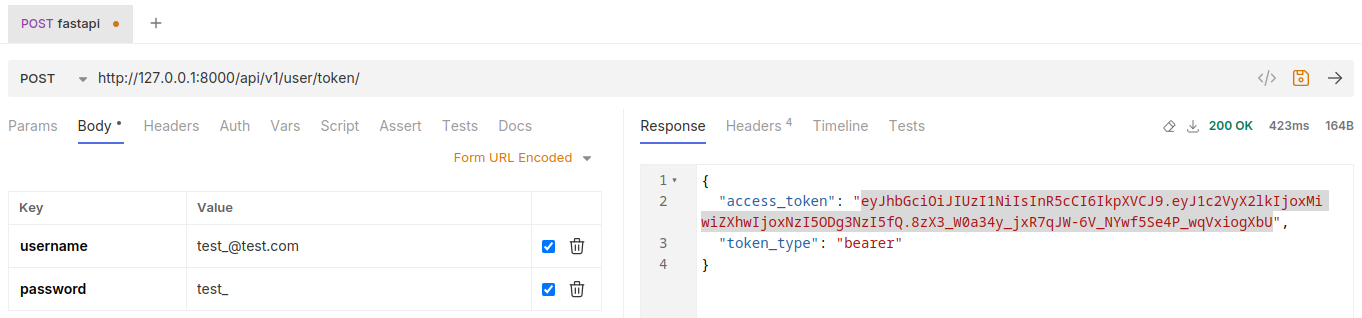 POST fastapi
+
POST http://127.0.0.1:8000/api/v1/user/token/
Params Body Headers Auth Vars Script Assert Tests Docs
Form URL Encoded
Key Value
username test_@test.com
password test_
Response Headers 4 Timeline Tests 200 OK 423ms 164B
1 {
2 "access_token": "eyJhbGciOiJIUzI1NiIsInR5cCI6IkpXVCJ9.eyJ1c2VyX2lkIjoxMi
wiZXhwIjoxNzI5ODg3NzI5fQ.8zX3_W0a34y_jxR7qJW-6V_NYwf5Se4P_wqVxiogXbU",
3 "token_type": "bearer"
4 }